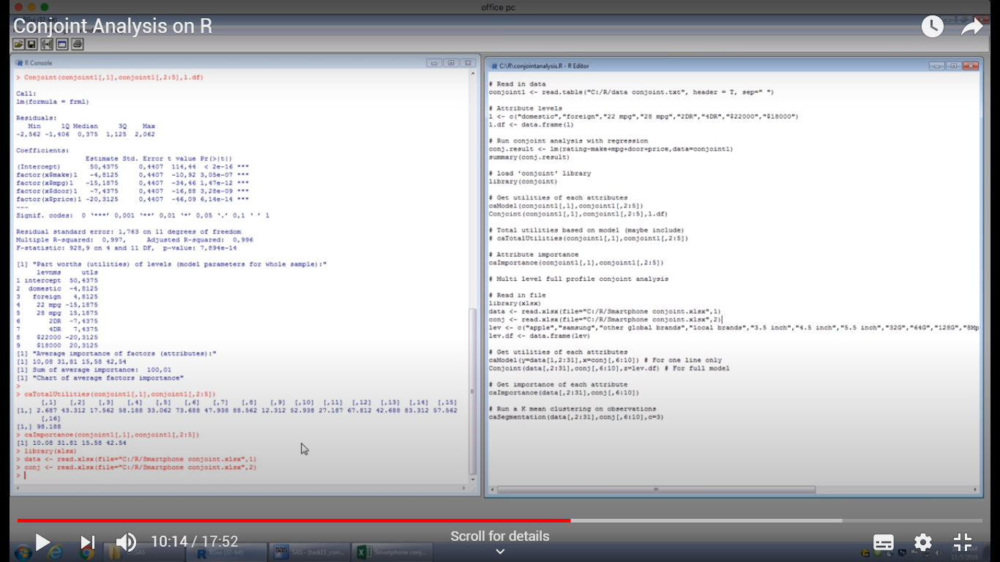 office pc
Conjoint Analysis on R
R Console
> Conjoint(conjoint1[,1],conjoint1[,2:5],l.df)
Call:
lm(formula = frml)
Residuals:
Min 1Q Median 3Q Max
-2,562 -1,406 0,375 1,125 2,062
Coefficients:
Estimate Std. Error t value Pr(>|t|)
(Intercept) 50,4375 0,4407 114,44 < 2e-16 ***
factor(x$make)1 -4,8125 0,4407 -10,92 3,05e-07 ***
factor(x$mpg)1 -15,1875 0,4407 -34,46 1,47e-12 ***
factor(x$door)1 -7,4375 0,4407 -16,88 3,28e-09 ***
factor(x$price)1 -20,3125 0,4407 -46,09 6,14e-14 ***
---
Signif. codes: 0 ‘***’ 0,001 ‘**’ 0,01 ‘*’ 0,05 ‘.’ 0,1 ‘ ’ 1
Residual standard error: 1,763 on 11 degrees of freedom
Multiple R-squared: 0,997, Adjusted R-squared: 0,996
F-statistic: 928,9 on 4 and 11 DF, p-value: 7,894e-14
[1] "Part worths (utilities) of levels (model parameters for whole sample):"
levnms utls
1 intercept 50,4375
2 domestic -4,8125
3 foreign 4,8125
4 22 mpg -15,1875
5 28 mpg 15,1875
6 2DR -7,4375
7 4DR 7,4375
8 $22000 -20,3125
9 $18000 20,3125
[1] "Average importance of factors (attributes):"
[1] 10,08 31,81 15,58 42,54
[1] Sum of average importance: 100,01
[1] "Chart of average factors importance"
>
> caTotalUtilities(conjoint1[,1],conjoint1[,2:5])
[,1] [,2] [,3] [,4] [,5] [,6] [,7] [,8] [,9] [,10] [,11] [,12] [,13] [,14] [,15]
[1,] 2.687 43.312 17.562 58.188 33.062 73.688 47.938 88.562 12.312 52.938 27.187 67.812 42.688 83.312 57.562
[,16]
[1,] 98.188
> caImportance(conjoint1[,1],conjoint1[,2:5])
[1] 10.08 31.81 15.58 42.54
> library(xlsx)
> data <- read.xlsx(file="C:/R/Smartphone conjoint.xlsx",1)
> conj <- read.xlsx(file="C:/R/Smartphone conjoint.xlsx",2)
>
C:\R\conjointanalysis.R - R Editor
# Read in data
conjoint1 <- read.table("C:/R/data conjoint.txt", header = T, sep=" ")
# Attribute levels
l <- c("domestic","foreign","22 mpg","28 mpg","2DR","4DR","$22000","$18000")
l.df <- data.frame(l)
# Run conjoint analysis with regression
conj.result <- lm(rating~make+mpg+door+price,data=conjoint1)
summary(conj.result)
# load 'conjoint' library
library(conjoint)
# Get utilities of each attributes
caModel(conjoint1[,1],conjoint1[,2:5])
Conjoint(conjoint1[,1],conjoint1[,2:5],l.df)
# Total utilities based on model (maybe include)
# caTotalUtilities(conjoint1[,1],conjoint1[,2:5])
# Attribute importance
caImportance(conjoint1[,1],conjoint1[,2:5])
# Multi level full profile conjoint analysis
# Read in file
library(xlsx)
data <- read.xlsx(file="C:/R/Smartphone conjoint.xlsx",1)
conj <- read.xlsx(file="C:/R/Smartphone conjoint.xlsx",2)
lev <- c("apple","samsung","other global brands","local brands","3.5 inch","4.5 inch","5.5 inch","32G","64G","128G","8Mp
lev.df <- data.frame(lev)
# Get utilities of each attributes
caModel(y=data[1,2:31],x=conj[,6:10]) # For one line only
Conjoint(data[,2:31],conj[,6:10],z=lev.df) # For full model
# Get importance of each attribute
caImportance(data[,2:31],conj[,6:10])
# Run a K mean clustering on observations
caSegmentation(data[,2:31],conj[,6:10],c=3)
10:14 / 17:52
Scroll for details
Smartphone conj...